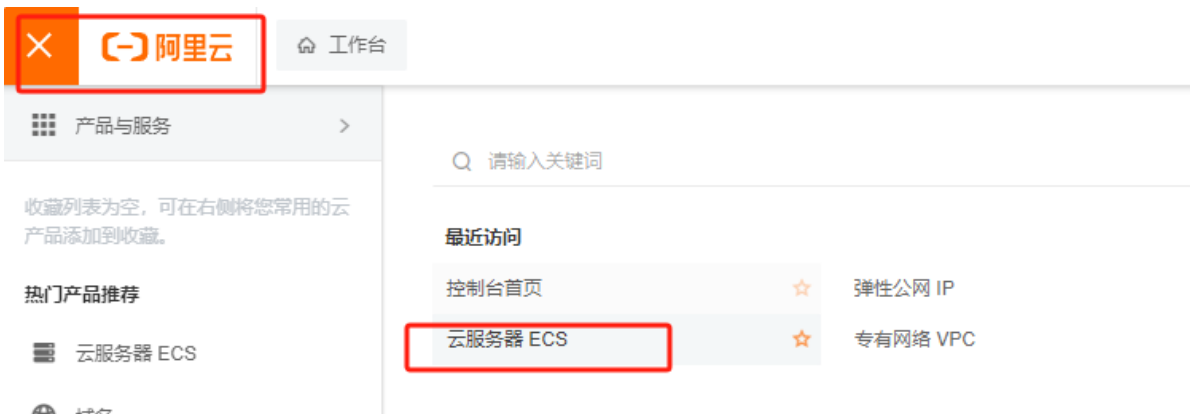 阿里云
工作台
产品与服务
请输入关键词
收藏列表为空，可在右侧将您常用的云
产品添加到收藏。
最近访问
热门产品推荐
控制台首页
弹性公网 IP
云服务器 ECS
专有网络 VPC
云服务器 ECS
域名